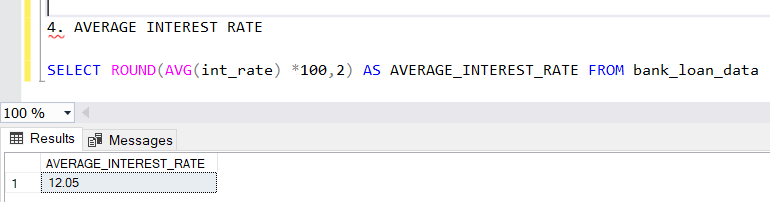 4. AVERAGE INTEREST RATE
SELECT ROUND(AVG(int_rate) *100,2) AS AVERAGE_INTEREST_RATE FROM bank_loan_data
100 %
Results Messages
AVERAGE_INTEREST_RATE
1 12.05